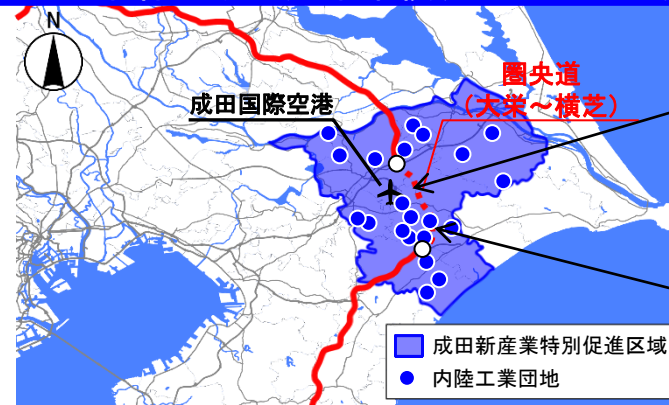 N
成田国際空港
圏央道
(大栄～横芝)
成田新産業特別促進区域
内陸工業団地